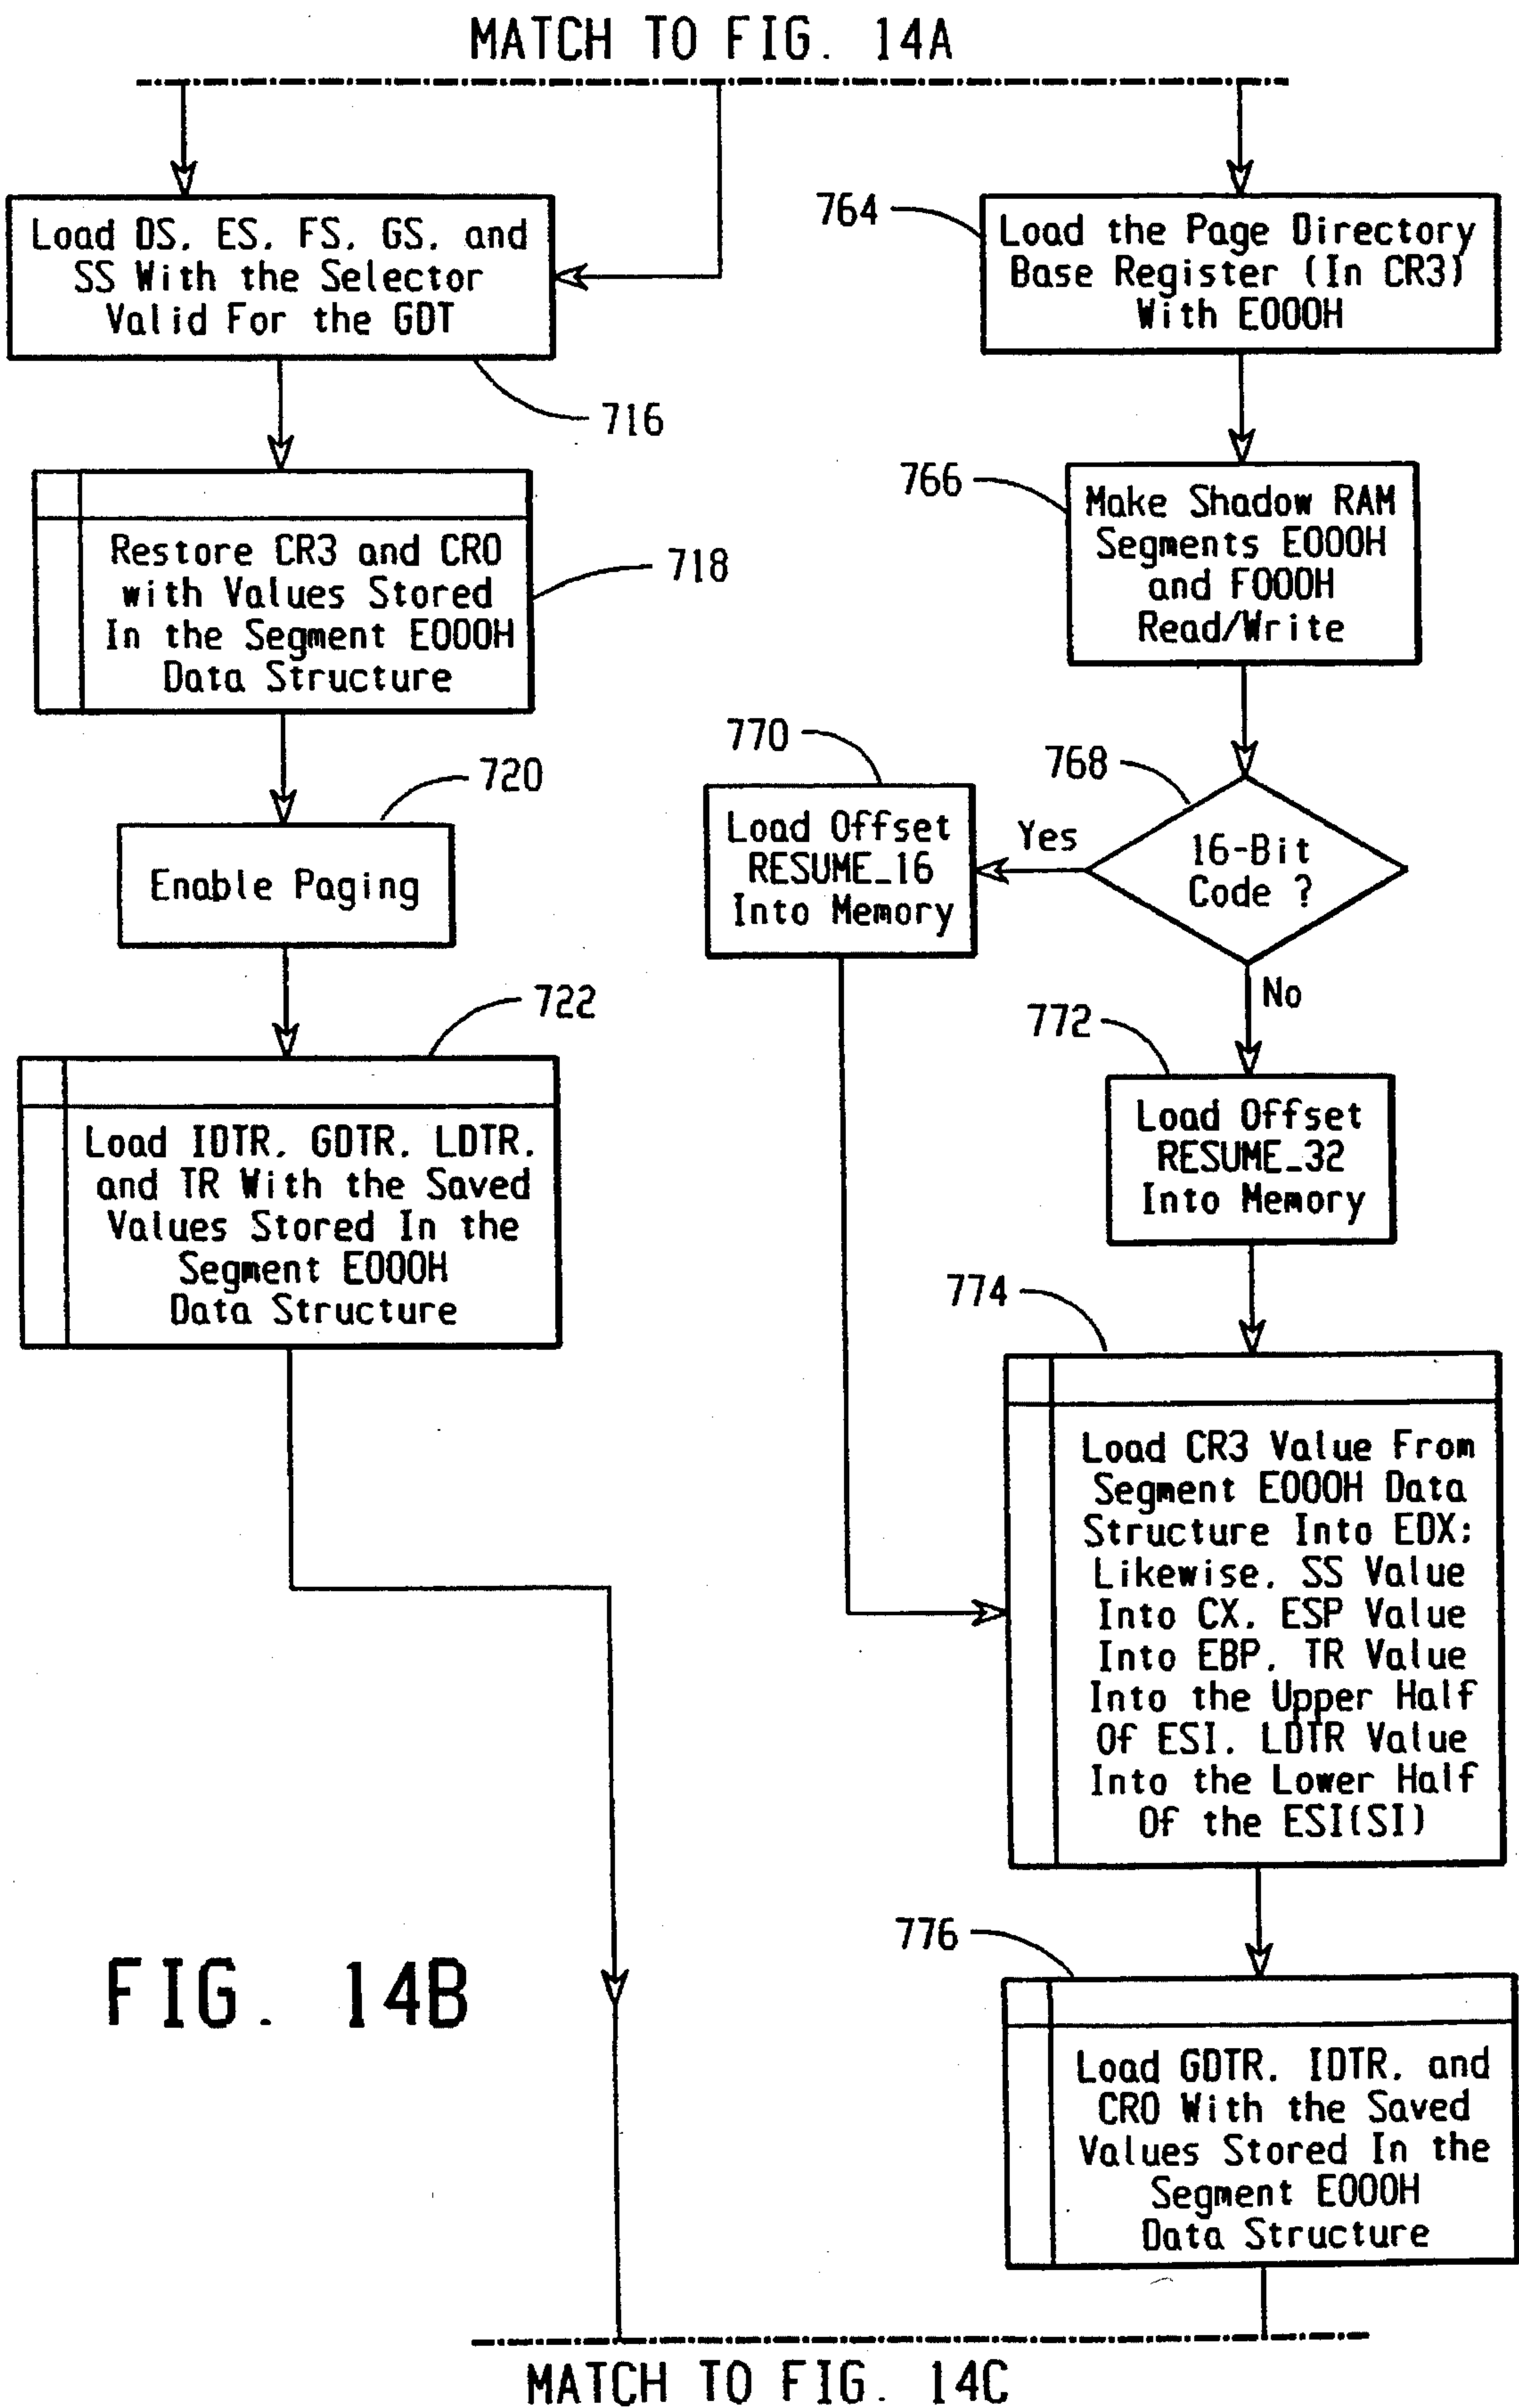 MATCH TO FIG. 14A
Load DS, ES, FS, GS, and
SS With the Selector
Valid For the GDT
716
Restore CR3 and CR0
with Values Stored
In the Segment E000H
Data Structure
718
720
Enable Paging
722
Load IDTR, GDTR, LDTR,
and TR With the Saved
Values Stored In the
Segment E000H
Data Structure
764
Load the Page Directory
Base Register (In CR3)
With E000H
766
Make Shadow RAM
Segments E000H
and F000H
Read/Write
768
16-Bit
Code ?
Yes
770
Load Offset
RESUME_16
Into Memory
No
772
Load Offset
RESUME_32
Into Memory
774
Load CR3 Value From
Segment E000H Data
Structure Into EDX;
Likewise, SS Value
Into CX, ESP Value
Into EBP, TR Value
Into the Upper Half
Of ESI, LDTR Value
Into the Lower Half
Of the ESI(SI)
776
Load GDTR, IDTR, and
CR0 With the Saved
Values Stored In the
Segment E000H
Data Structure
FIG. 14B
MATCH TO FIG. 14C